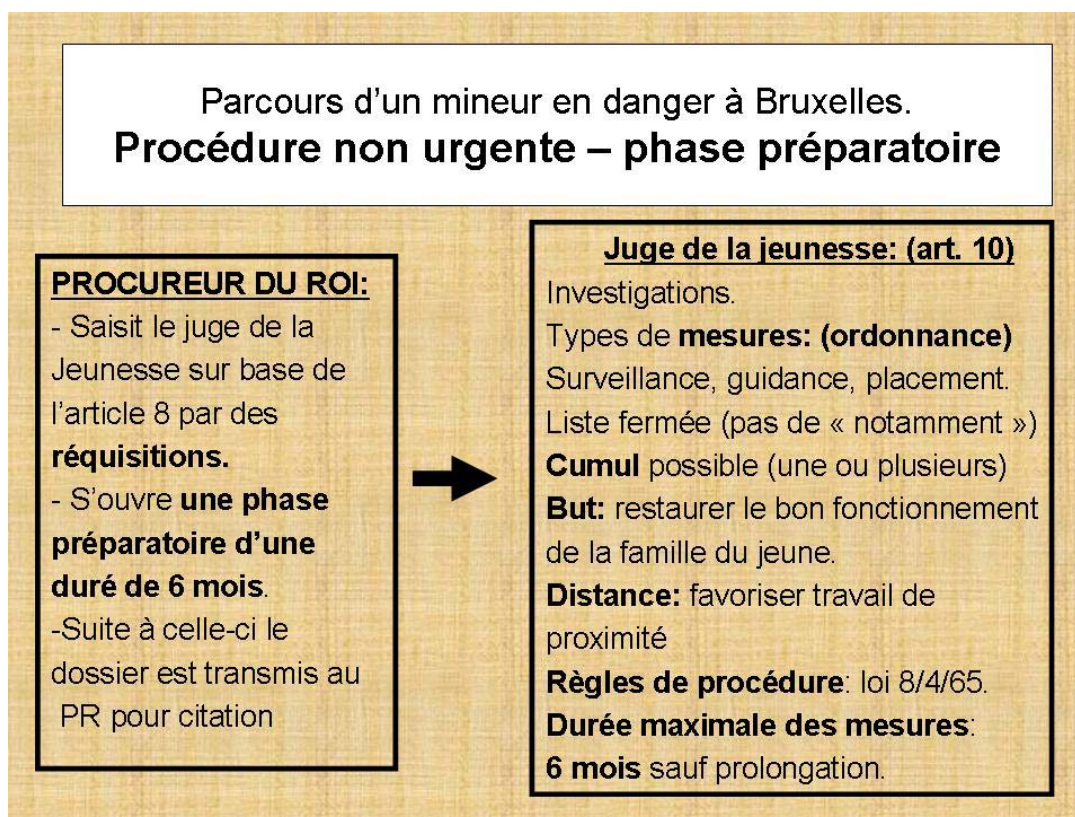 Parcours d’un mineur en danger à Bruxelles.
Procédure non urgente – phase préparatoire
PROCUREUR DU ROI:
- Saisit le juge de la
Jeunesse sur base de
l’article 8 par des
réquisitions.
- S’ouvre une phase
préparatoire d’une
duré de 6 mois.
-Suite à celle-ci le
dossier est transmis au
PR pour citation
Juge de la jeunesse: (art. 10)
Investigations.
Types de mesures: (ordonnance)
Surveillance, guidance, placement.
Liste fermée (pas de « notamment »)
Cumul possible (une ou plusieurs)
But: restaurer le bon fonctionnement
de la famille du jeune.
Distance: favoriser travail de
proximité
Règles de procédure: loi 8/4/65.
Durée maximale des mesures:
6 mois sauf prolongation.